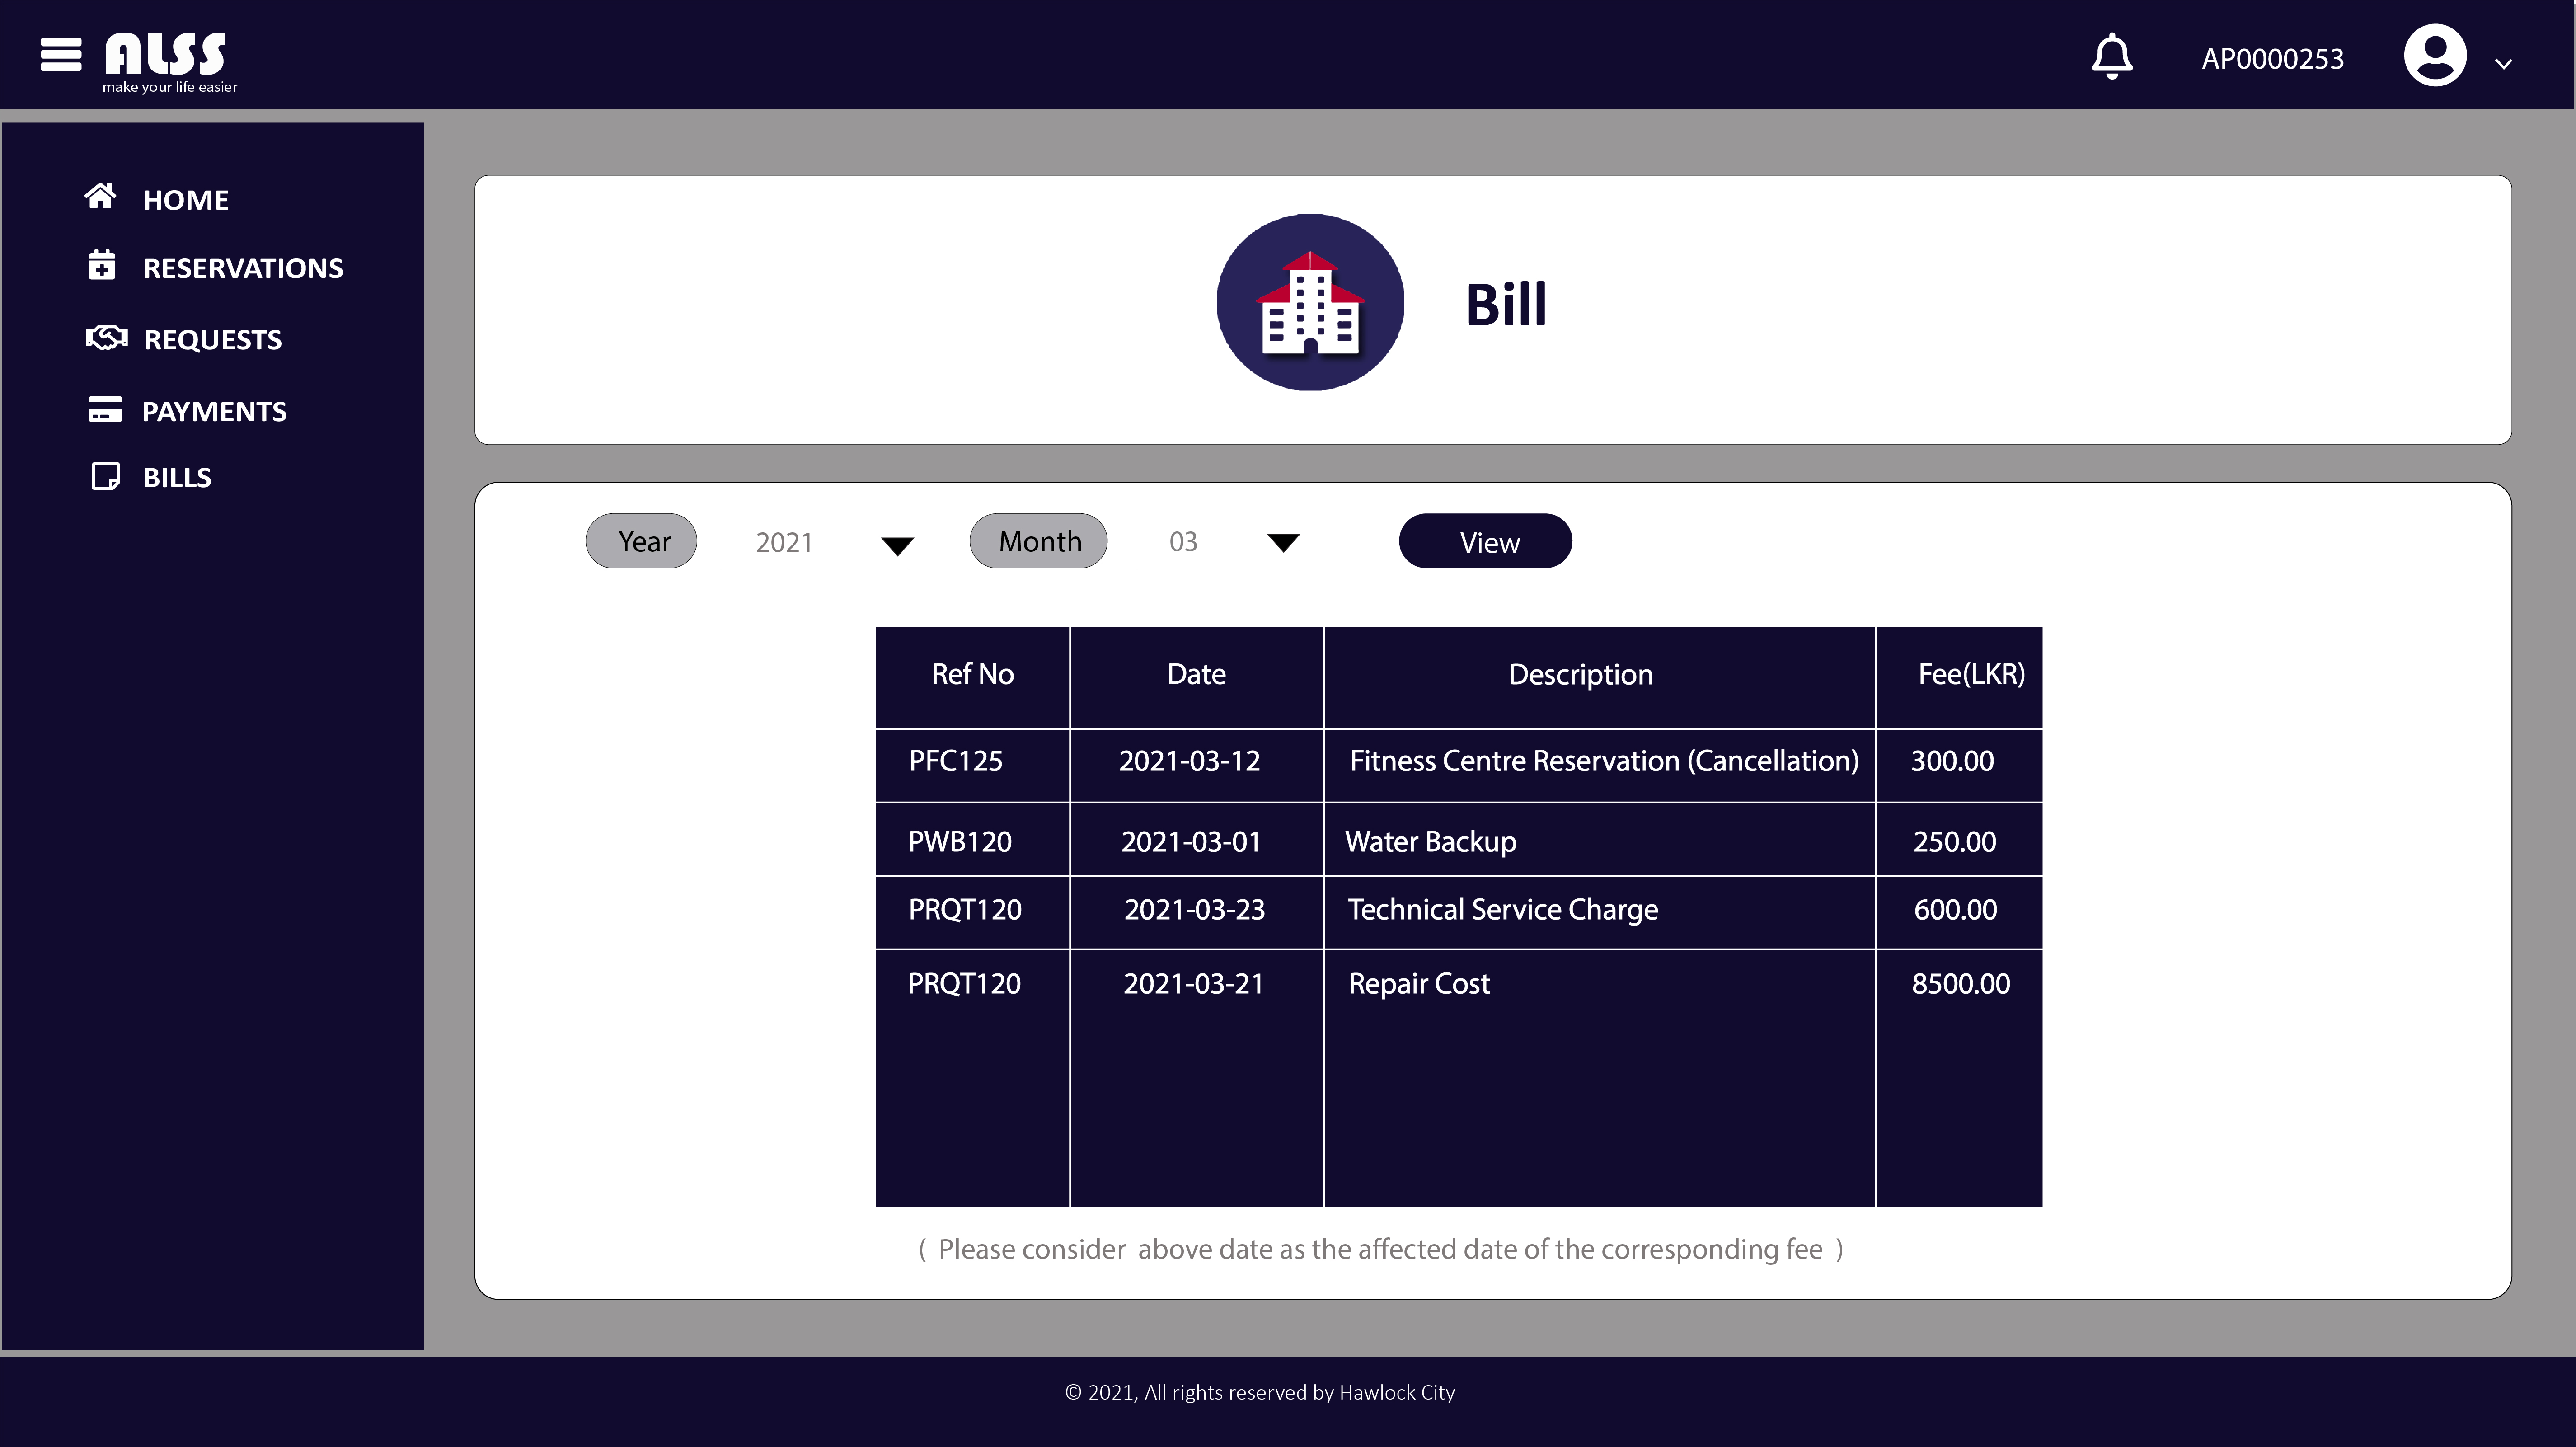 ALSS
make your life easier
AP0000253
HOME
RESERVATIONS
REQUESTS
PAYMENTS
BILLS
Bill
Year 2021 Month 03 View
Ref No Date Description Fee(LKR)
PFC125 2021-03-12 Fitness Centre Reservation (Cancellation) 300.00
PWB120 2021-03-01 Water Backup 250.00
PRQT120 2021-03-23 Technical Service Charge 600.00
PRQT120 2021-03-21 Repair Cost 8500.00
( Please consider above date as the affected date of the corresponding fee )
© 2021, All rights reserved by Hawlock City